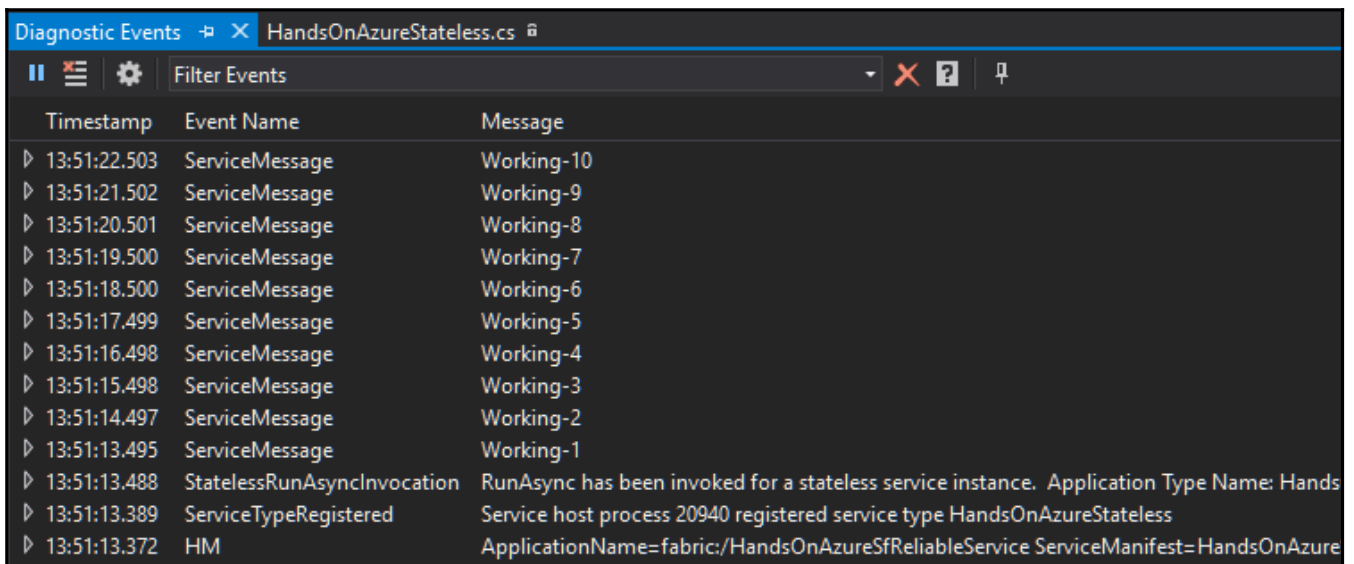 Diagnostic Events HandsOnAzureStateless.cs
Filter Events
Timestamp Event Name Message
13:51:22.503 ServiceMessage Working-10
13:51:21.502 ServiceMessage Working-9
13:51:20.501 ServiceMessage Working-8
13:51:19.500 ServiceMessage Working-7
13:51:18.500 ServiceMessage Working-6
13:51:17.499 ServiceMessage Working-5
13:51:16.498 ServiceMessage Working-4
13:51:15.498 ServiceMessage Working-3
13:51:14.497 ServiceMessage Working-2
13:51:13.495 ServiceMessage Working-1
13:51:13.488 StatelessRunAsyncInvocation RunAsync has been invoked for a stateless service instance. Application Type Name: Hands
13:51:13.389 ServiceTypeRegistered Service host process 20940 registered service type HandsOnAzureStateless
13:51:13.372 HM ApplicationName=fabric:/HandsOnAzureSfReliableService ServiceManifest=HandsOnAzure